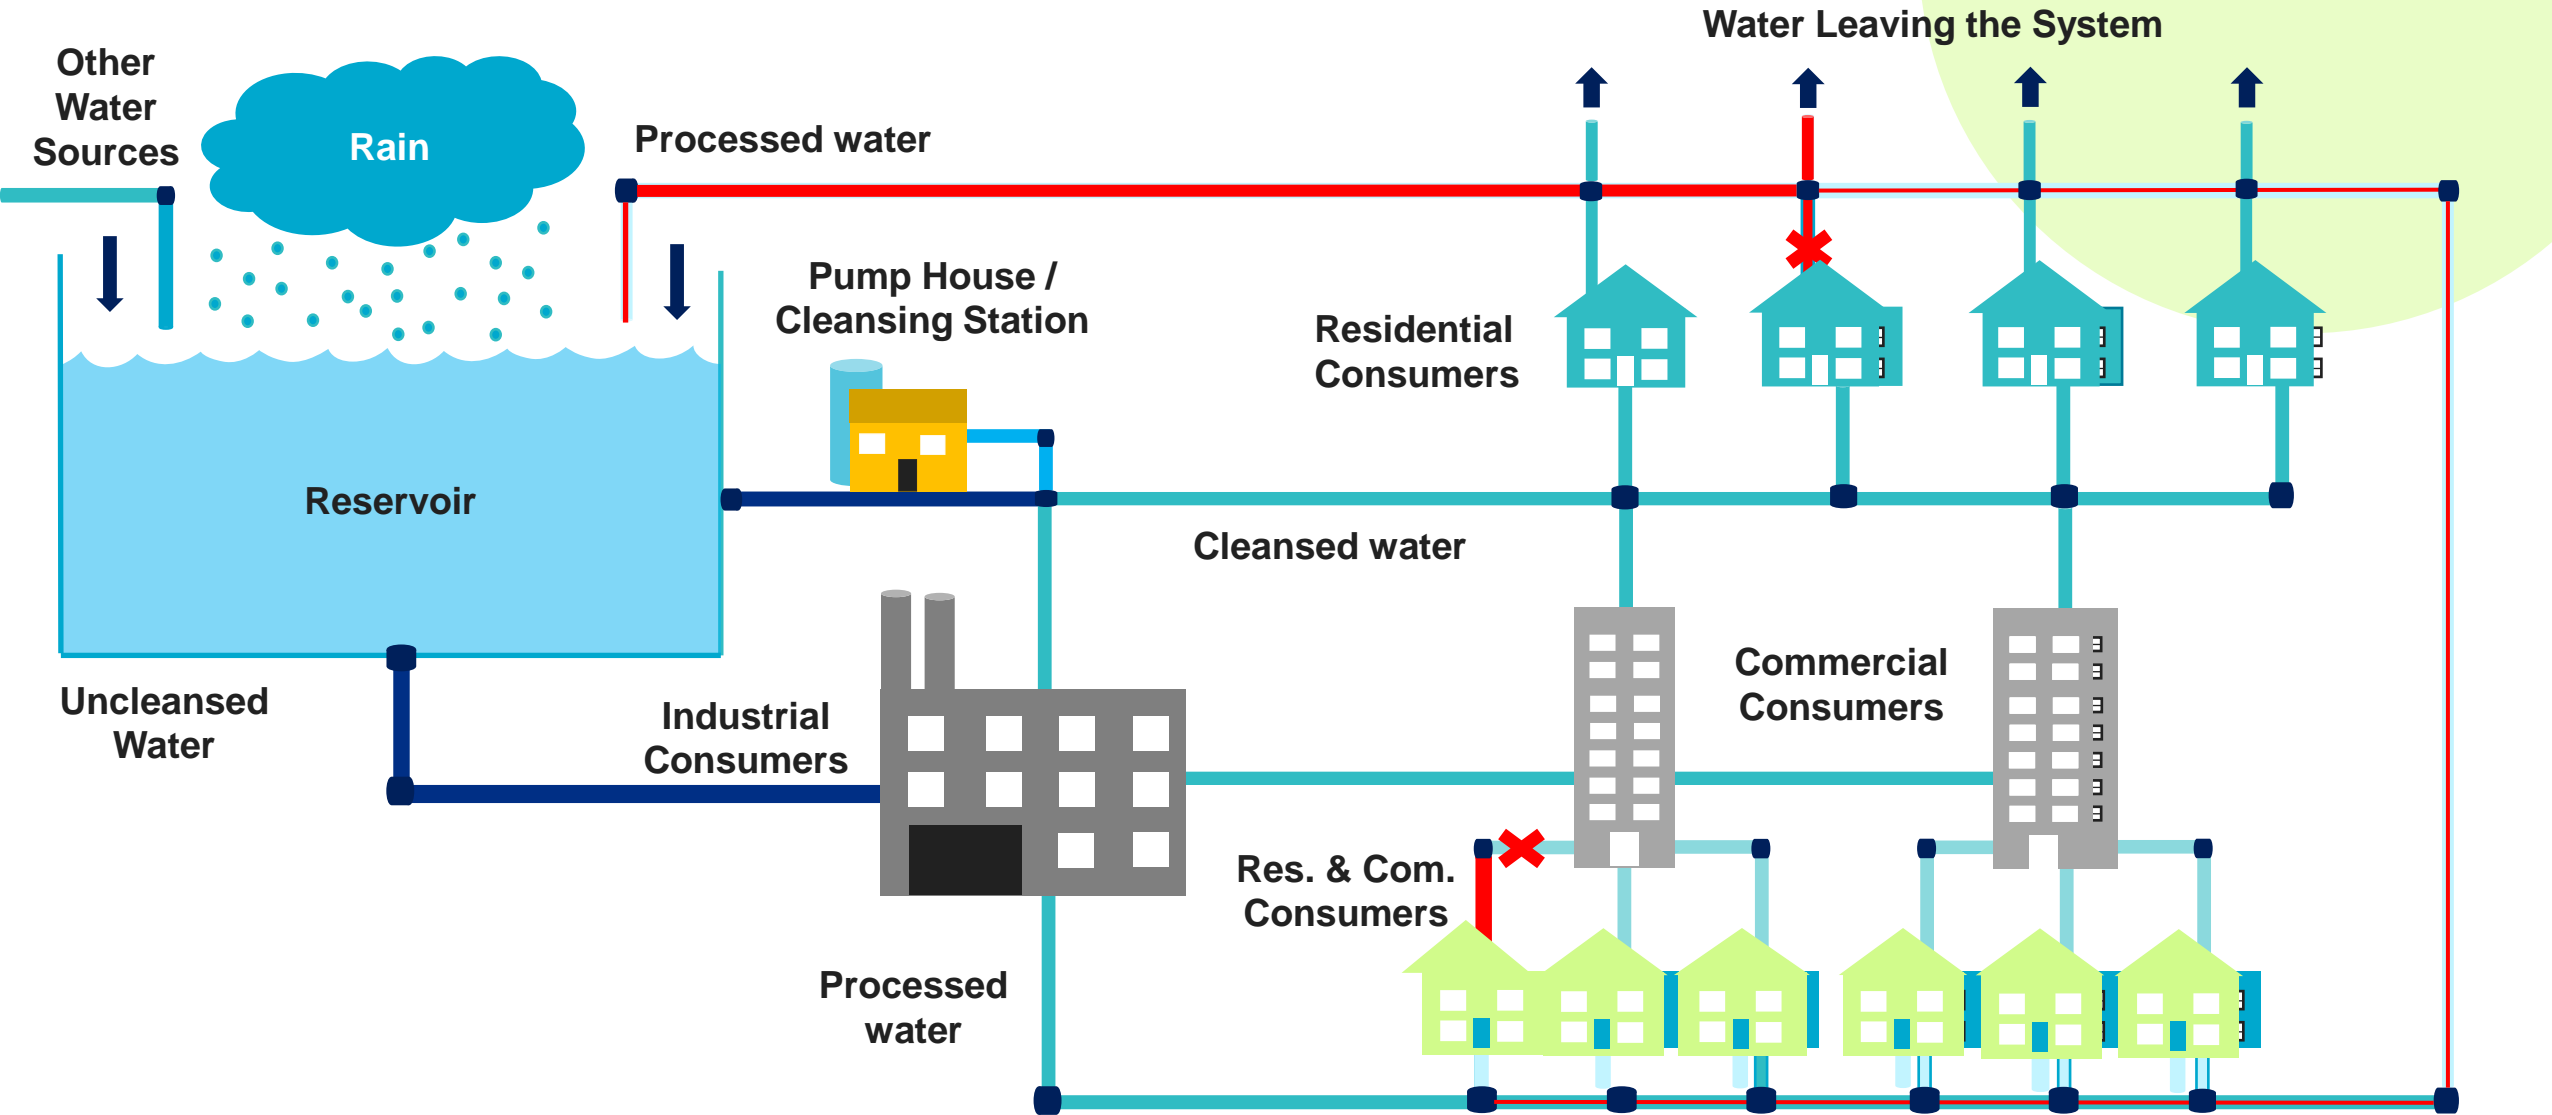 Water Leaving the System
Other
Water
Sources
Rain
Processed water
Pump House /
Cleansing Station
Residential
Consumers
Reservoir
Cleansed water
Uncleansed
Water
Industrial
Consumers
Commercial
Consumers
Res. & Com.
Consumers
Processed
water